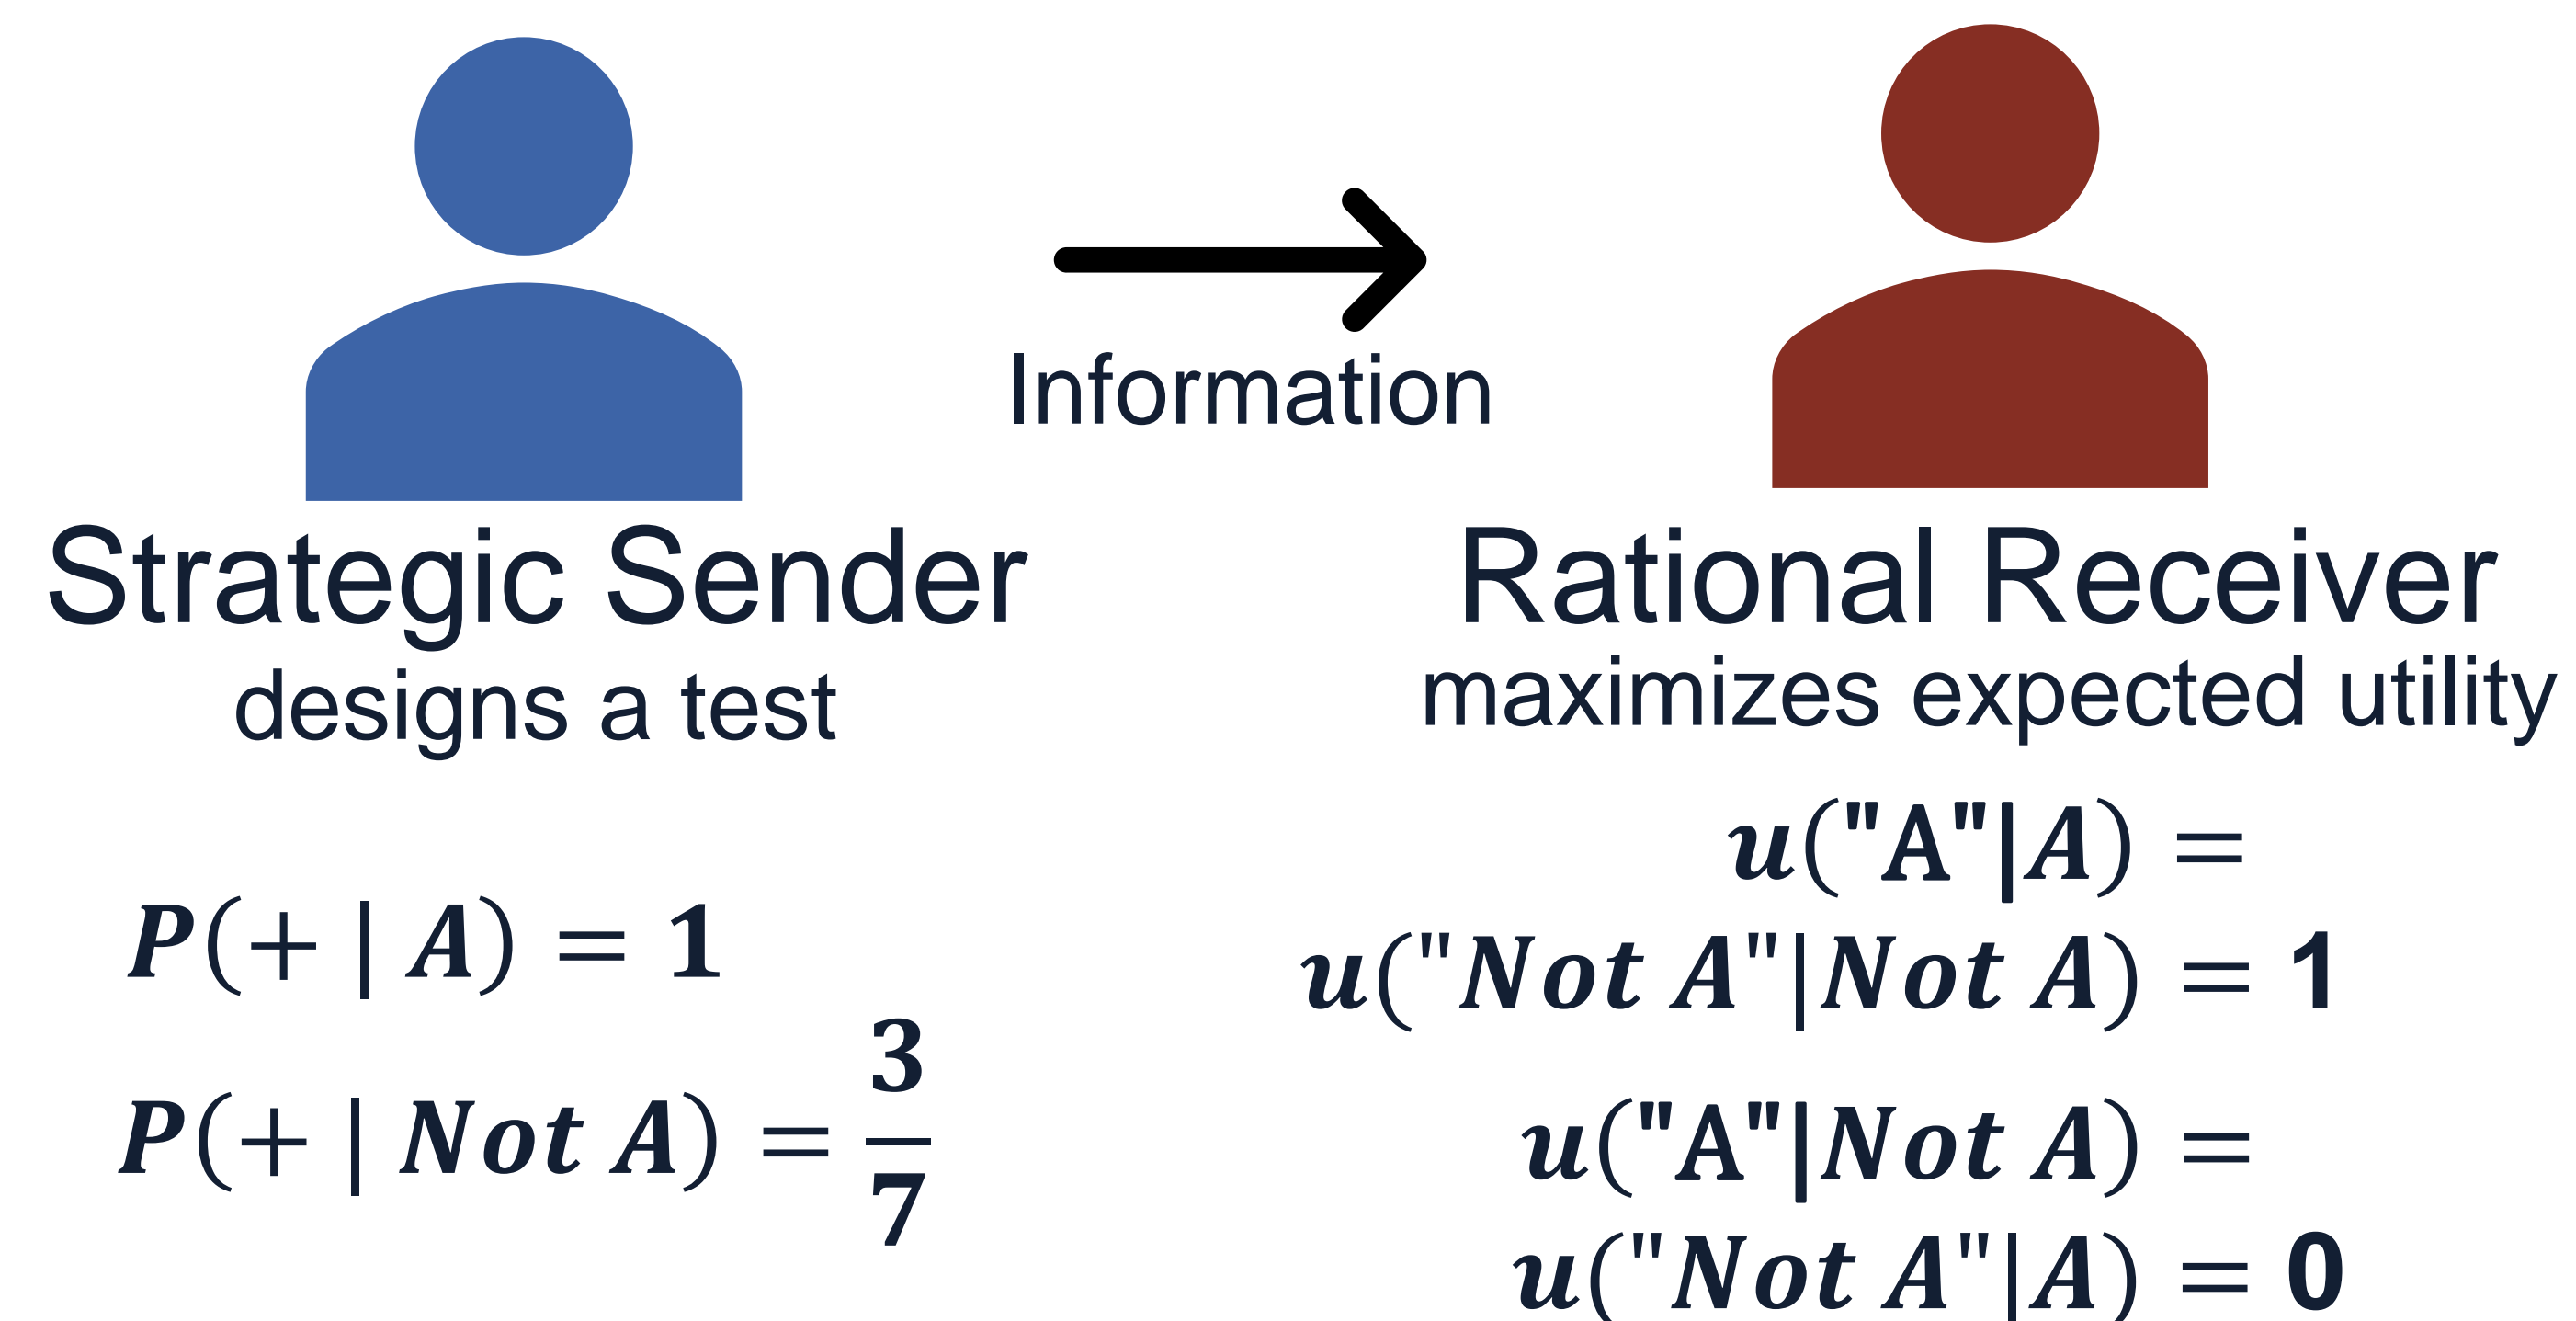 Information
Strategic Sender
designs a test
P(+ | A) = 1
P(+ | Not A) = 3/7
Rational Receiver
maximizes expected utility
u("A"|A) =
u("Not A"|Not A) = 1
u("A"|Not A) =
u("Not A"|A) = 0